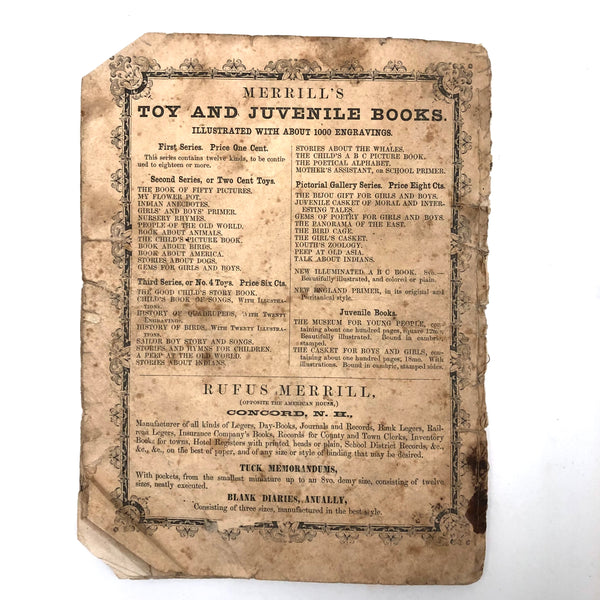 MERRILL'S
TOY AND JUVENILE BOOKS.
ILLUSTRATED WITH ABOUT 1000 ENGRAVINGS.
First Series. Price One Cent.
This series contains twelve kinds, to be contin-
ued to eighteen or more.
Second Series, or Two Cent Toys.
THE BOOK OF FIFTY PICTURES.
MY FLOWER POT.
INDIAN ANECDOTES.
GIRLS' AND BOYS' PRIMER.
NURSERY RHYMES.
PEOPLE OF THE OLD WORLD.
BOOK ABOUT ANIMALS.
THE CHILD'S PICTURE BOOK.
BOOK ABOUT BIRDS.
BOOK ABOUT AMERICA.
STORIES ABOUT DOGS.
GEMS FOR GIRLS AND BOYS.
Third Series, or No. 4 Toys. Price Six Cts.
THE GOOD CHILD'S STORY BOOK.
CHILD'S BOOK OF SONGS, WITH ILLUSTRA-
TIONS.
HISTORY OF QUADRUPEDS, WITH TWENTY
ENGRAVINGS.
HISTORY OF BIRDS, WITH TWENTY ILLUSTRA-
TIONS.
SAILOR BOY STORY AND SONGS.
STORIES AND HYMNS FOR CHILDREN.
A PEEP AT THE OLD WORLD.
STORIES ABOUT INDIANS.
STORIES ABOUT THE WHALES.
THE CHILD'S A B C PICTURE BOOK.
THE POETICAL ALPHABET.
MOTHER'S ASSISTANT, OR SCHOOL PRIMER.
Pictorial Gallery Series. Price Eight Cts.
THE BIJOU GIFT FOR GIRLS AND BOYS.
JUVENILE CASKET OF MORAL AND INTER-
ESTING TALES.
GEMS OF POETRY FOR GIRLS AND BOYS.
THE PANORAMA OF THE EAST.
THE BIRD CAGE.
THE GIRL'S CASKET.
YOUTH'S ZOOLOGY.
PEEP AT OLD ASIA.
TALK ABOUT INDIANS.
NEW ILLUMINATED A B C BOOK. 8vo.—
Beautifully illustrated, and colored or plain.
NEW ENGLAND PRIMER, in its original and
Puritanical style.
Juvenile Books.
THE MUSEUM FOR YOUNG PEOPLE, con-
taining about one hundred pages, square 12mo.
Beautifully illustrated. Bound in cambric,
stamped.
THE CASKET FOR BOYS AND GIRLS, con-
taining about one hundred pages, 18mo. With
illustrations. Bound in cambric, stamped sides.
RUFUS MERRILL,
(OPPOSITE THE AMERICAN HOUSE,)
CONCORD, N. H.,
Manufacturer of all kinds of Legers, Day-Books, Journals and Records, Bank Legers, Rail-
road Legers, Insurance Company's Books, Records for County and Town Clerks, Inventory
Books for towns, Hotel Registers with printed heads or plain, School District Records, &c.,
&c., &c., on the best of paper, and of any size or style of binding that may be desired.
TUCK MEMORANDUMS,
With pockets, from the smallest miniature up to an 8vo. demy size, consisting of twelve
sizes, neatly executed.
BLANK DIARIES, ANUALLY,
Consisting of three sizes, manufactured in the best style.